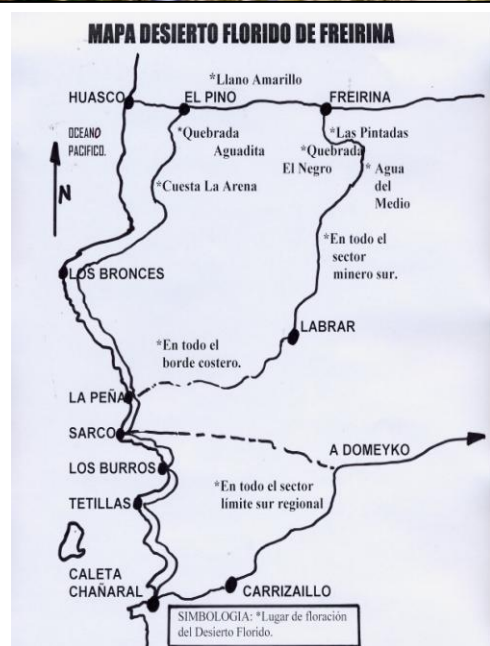 MAPA DESIERTO FLORIDO DE FREIRINA
*Llano Amarillo
HUASCO
EL PINO
FREIRINA
OCEANO
PACIFICO.
*Quebrada
Aguadita
*Las Pintadas
*Quebrada
El Negro
* Agua
del
Medio
N
*Cuesta La Arena
*En todo el
sector
minero sur.
LOS BRONCES
LABRAR
*En todo el
borde costero.
LA PEÑA
SARCO
A DOMEYKO
LOS BURROS
*En todo el sector
límite sur regional
TETILLAS
CALETA
CHAÑARAL
CARRIZAILLO
SIMBOLOGIA: *Lugar de floración
del Desierto Florido.